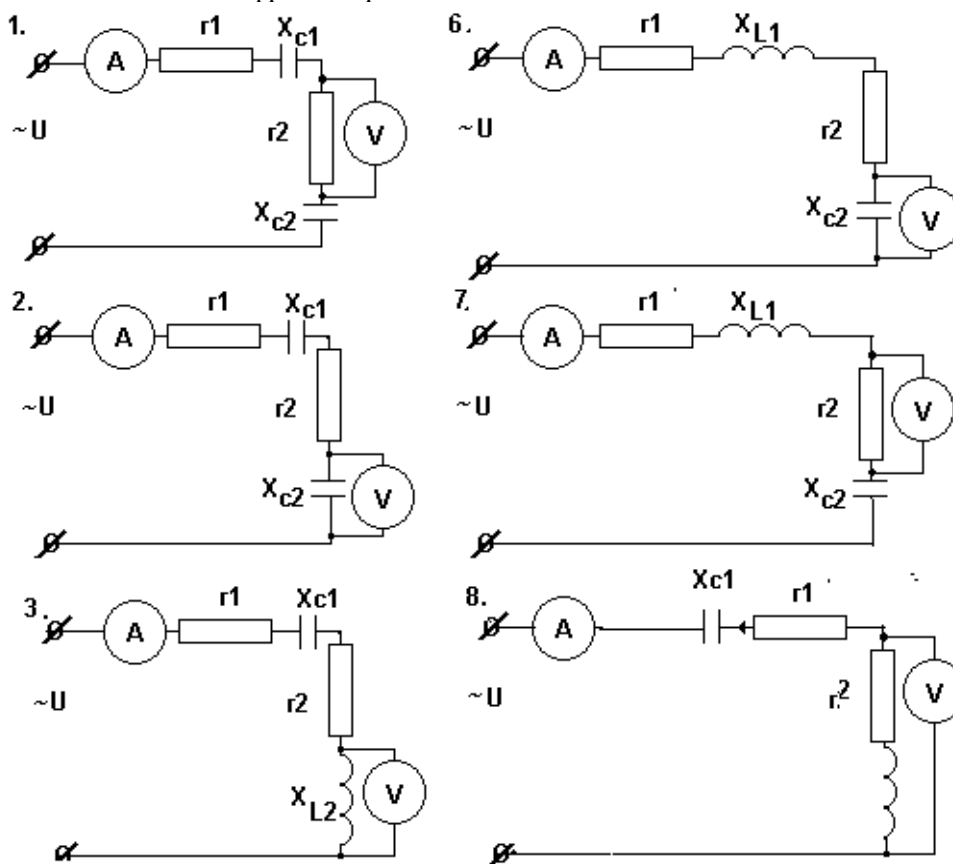 1.
r1
Xc1
A
~U
r2
V
Xc2
2.
r1
Xc1
A
~U
r2
Xc2
V
3.
r1
Xc1
A
~U
r2
XL2
V
6.
r1
XL1
A
~U
r2
Xc2
V
7.
r1
XL1
A
~U
r2
V
Xc2
8.
Xc1
r1
A
~U
r2
V